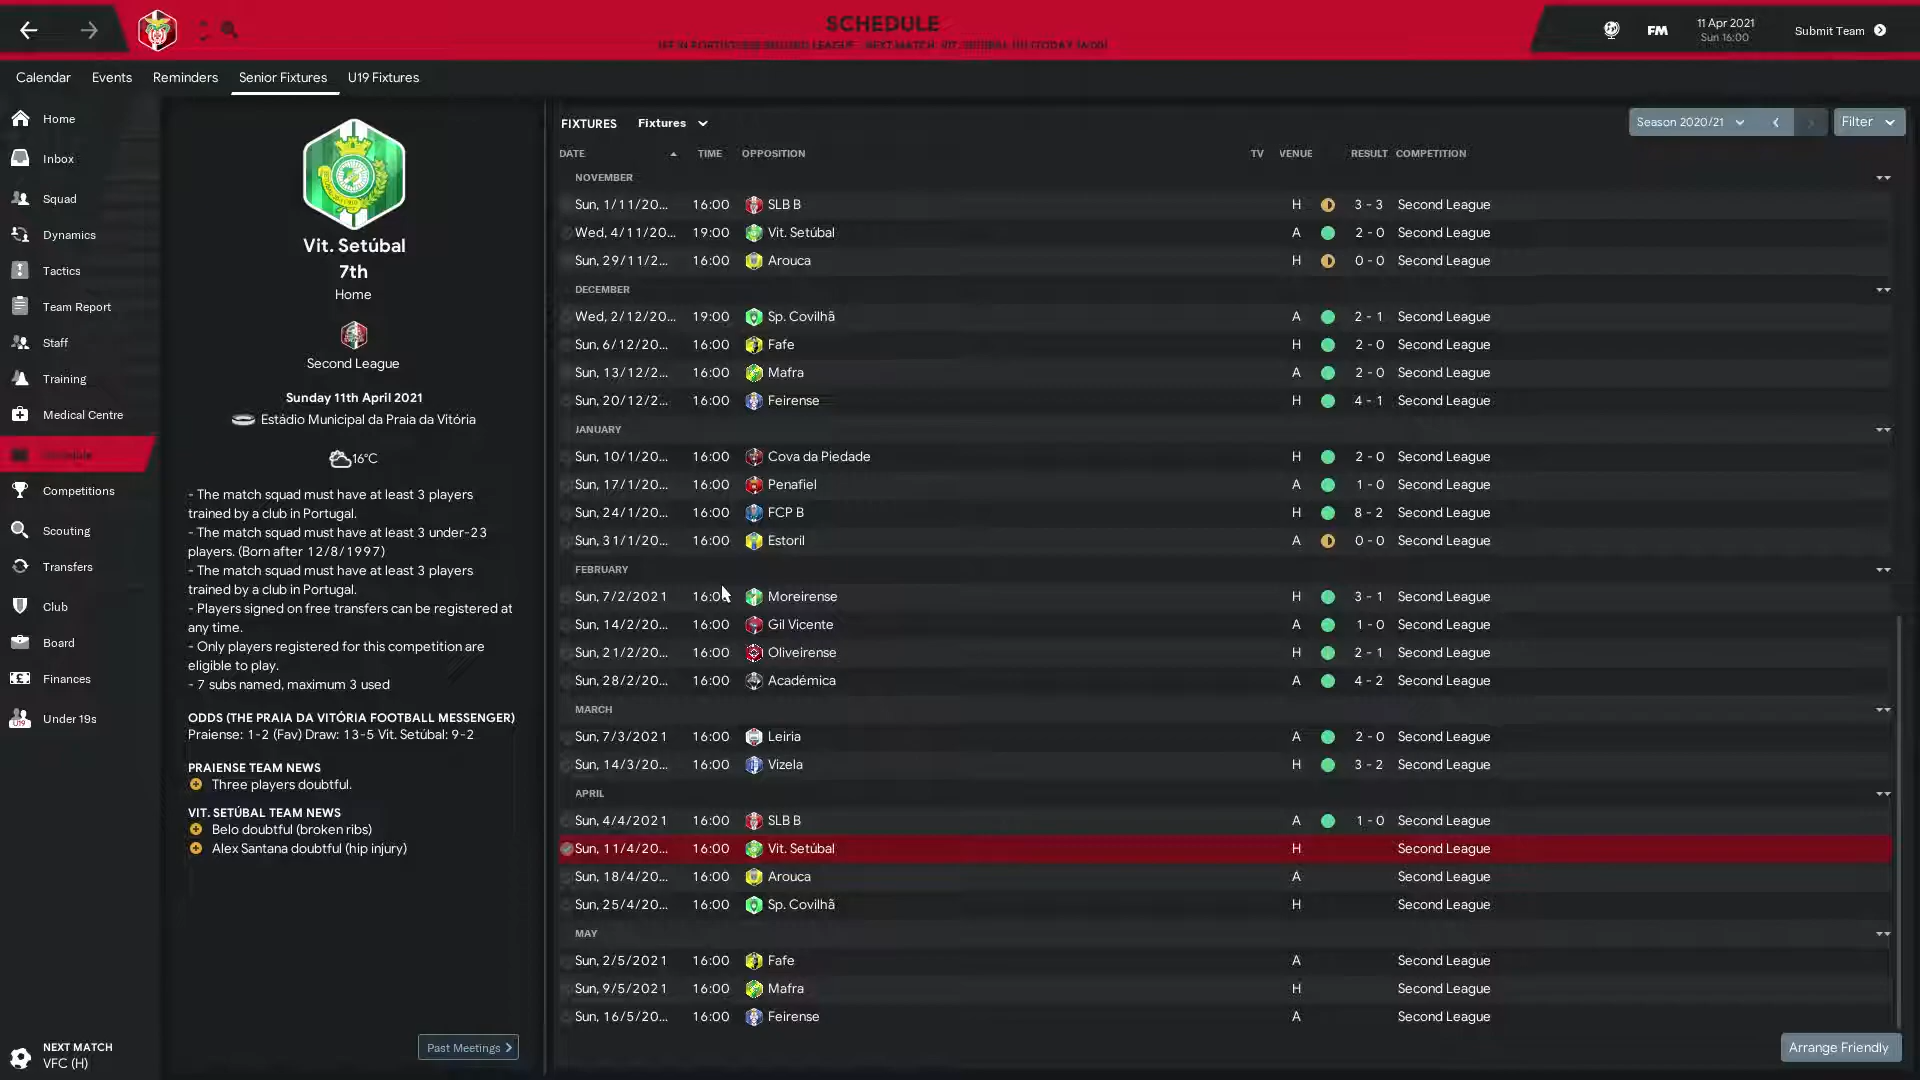 SCHEDULE
11 Apr 2021
FM
Sun 16:00
Submit Team
Calendar Events Reminders Senior Fixtures U19 Fixtures
Home
Inbox
Squad
Dynamics
Tactics
Team Report
Staff
Training
Medical Centre
Competitions
Scouting
Transfers
Club
Board
Finances
Under 19s
NEXT MATCH
VFC (H)
Vit. Setúbal
7th
Home
Second League
Sunday 11th April 2021
Estádio Municipal da Praia da Vitória
16°C
- The match squad must have at least 3 players
trained by a club in Portugal.
- The match squad must have at least 3 under-23
players. (Born after 12/8/1997)
- The match squad must have at least 3 players
trained by a club in Portugal.
- Players signed on free transfers can be registered at
any time.
- Only players registered for this competition are
eligible to play.
- 7 subs named, maximum 3 used
ODDS (THE PRAIA DA VITÓRIA FOOTBALL MESSENGER)
Praiense: 1-2 (Fav) Draw: 13-5 Vit. Setúbal: 9-2
PRAIENSE TEAM NEWS
Three players doubtful.
VIT. SETÚBAL TEAM NEWS
Belo doubtful (broken ribs)
Alex Santana doubtful (hip injury)
Past Meetings
FIXTURES Fixtures Season 2020/21 Filter
DATE TIME OPPOSITION TV VENUE RESULT COMPETITION
NOVEMBER
Sun, 1/11/20... 16:00 SLB B H 3 - 3 Second League
Wed, 4/11/20... 19:00 Vit. Setúbal A 2 - 0 Second League
Sun, 29/11/2... 16:00 Arouca H 0 - 0 Second League
DECEMBER
Wed, 2/12/20... 19:00 Sp. Covilhã A 2 - 1 Second League
Sun, 6/12/20... 16:00 Fafe H 2 - 0 Second League
Sun, 13/12/2... 16:00 Mafra A 2 - 0 Second League
Sun, 20/12/2... 16:00 Feirense H 4 - 1 Second League
JANUARY
Sun, 10/1/20... 16:00 Cova da Piedade H 2 - 0 Second League
Sun, 17/1/20... 16:00 Penafiel A 1 - 0 Second League
Sun, 24/1/20... 16:00 FCP B H 8 - 2 Second League
Sun, 31/1/20... 16:00 Estoril A 0 - 0 Second League
FEBRUARY
Sun, 7/2/2021 16:00 Moreirense H 3 - 1 Second League
Sun, 14/2/20... 16:00 Gil Vicente A 1 - 0 Second League
Sun, 21/2/20... 16:00 Oliveirense H 2 - 1 Second League
Sun, 28/2/20... 16:00 Académica A 4 - 2 Second League
MARCH
Sun, 7/3/2021 16:00 Leiria A 2 - 0 Second League
Sun, 14/3/20... 16:00 Vizela H 3 - 2 Second League
APRIL
Sun, 4/4/2021 16:00 SLB B A 1 - 0 Second League
Sun, 11/4/20... 16:00 Vit. Setúbal H Second League
Sun, 18/4/20... 16:00 Arouca A Second League
Sun, 25/4/20... 16:00 Sp. Covilhã H Second League
MAY
Sun, 2/5/2021 16:00 Fafe A Second League
Sun, 9/5/2021 16:00 Mafra H Second League
Sun, 16/5/20... 16:00 Feirense A Second League
Arrange Friendly